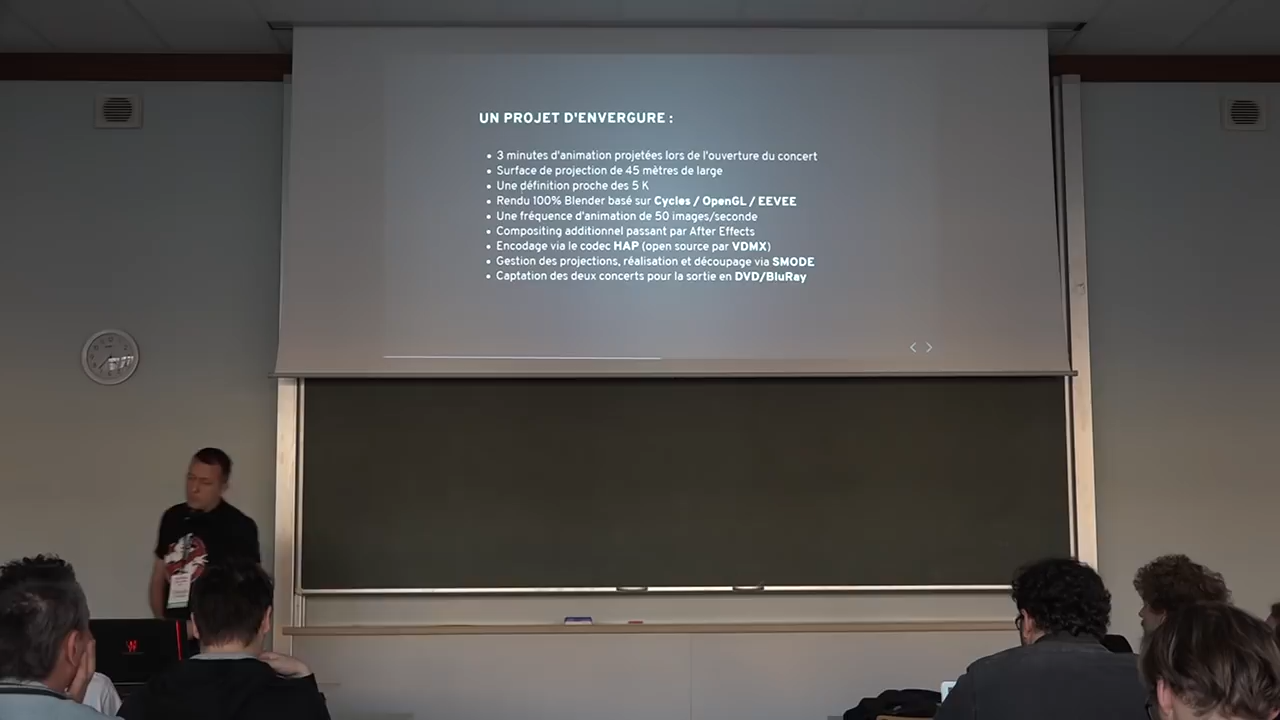 UN PROJET D'ENVERGURE :
3 minutes d'animation projetées lors de l'ouverture du concert
Surface de projection de 45 mètres de large
Une définition proche des 5 K
Rendu 100% Blender basé sur Cycles / OpenGL / EEVEE
Une fréquence d'animation de 50 images/seconde
Compositing additionnel passant par After Effects
Encodage via le codec HAP (open source par VDMX)
Gestion des projections, réalisation et découpage via SMODE
Captation des deux concerts pour la sortie en DVD/BluRay